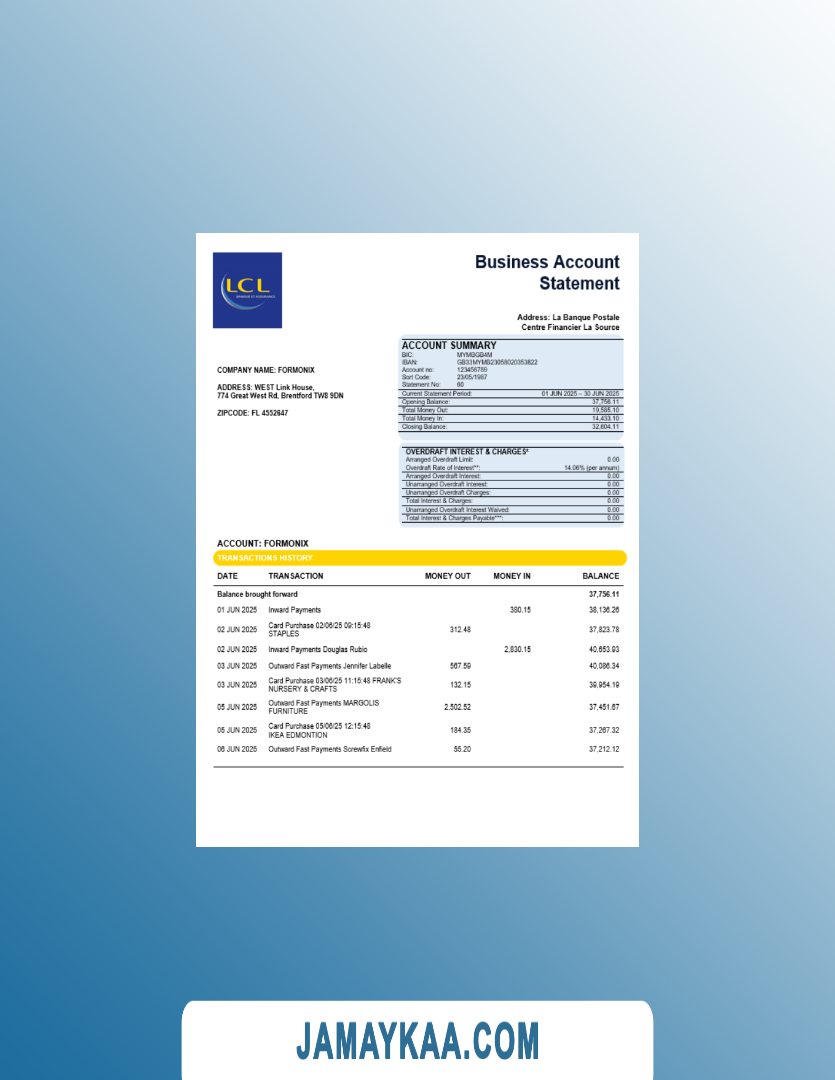 LCL
BANQUE ET ASSURANCE
Business Account
Statement
Address: La Banque Postale
Centre Financier La Source
COMPANY NAME: FORMONIX
ADDRESS: WEST Link House,
774 Great West Rd, Brentford TW8 9DN
ZIPCODE: FL 4552647
ACCOUNT SUMMARY
BIC: MYMBGB4M
IBAN: GB33MYMB23058020353822
Account no: 123456789
Sort Code: 23/05/1987
Statement No: 60
Current Statement Period: 01 JUN 2025 – 30 JUN 2025
Opening Balance: 37,756.11
Total Money Out: 19,585.10
Total Money In: 14,433.10
Closing Balance: 32,604.11
OVERDRAFT INTEREST & CHARGES*
Arranged Overdraft Limit: 0.00
Overdraft Rate of Interest**: 14.06% (per annum)
Arranged Overdraft Interest: 0.00
Unarranged Overdraft Interest: 0.00
Unarranged Overdraft Charges: 0.00
Total Interest & Charges: 0.00
Unarranged Overdraft Interest Waived: 0.00
Total Interest & Charges Payable***: 0.00
ACCOUNT: FORMONIX
TRANSACTIONS HISTORY
DATE TRANSACTION MONEY OUT MONEY IN BALANCE
Balance brought forward 37,756.11
01 JUN 2025 Inward Payments 380.15 38,136.26
02 JUN 2025 Card Purchase 02/06/25 09:15:48 312.48 37,823.78
STAPLES
02 JUN 2025 Inward Payments Douglas Rubio 2,830.15 40,653.93
03 JUN 2025 Outward Fast Payments Jennifer Labelle 567.59 40,086.34
03 JUN 2025 Card Purchase 03/06/25 11:15:48 FRANK'S 132.15 39,954.19
NURSERY & CRAFTS
05 JUN 2025 Outward Fast Payments MARGOLIS 2,502.52 37,451.67
FURNITURE
05 JUN 2025 Card Purchase 05/06/25 12:15:48 184.35 37,267.32
IKEA EDMONTION
06 JUN 2025 Outward Fast Payments Screwfix Enfield 55.20 37,212.12
JAMAYKAA.COM